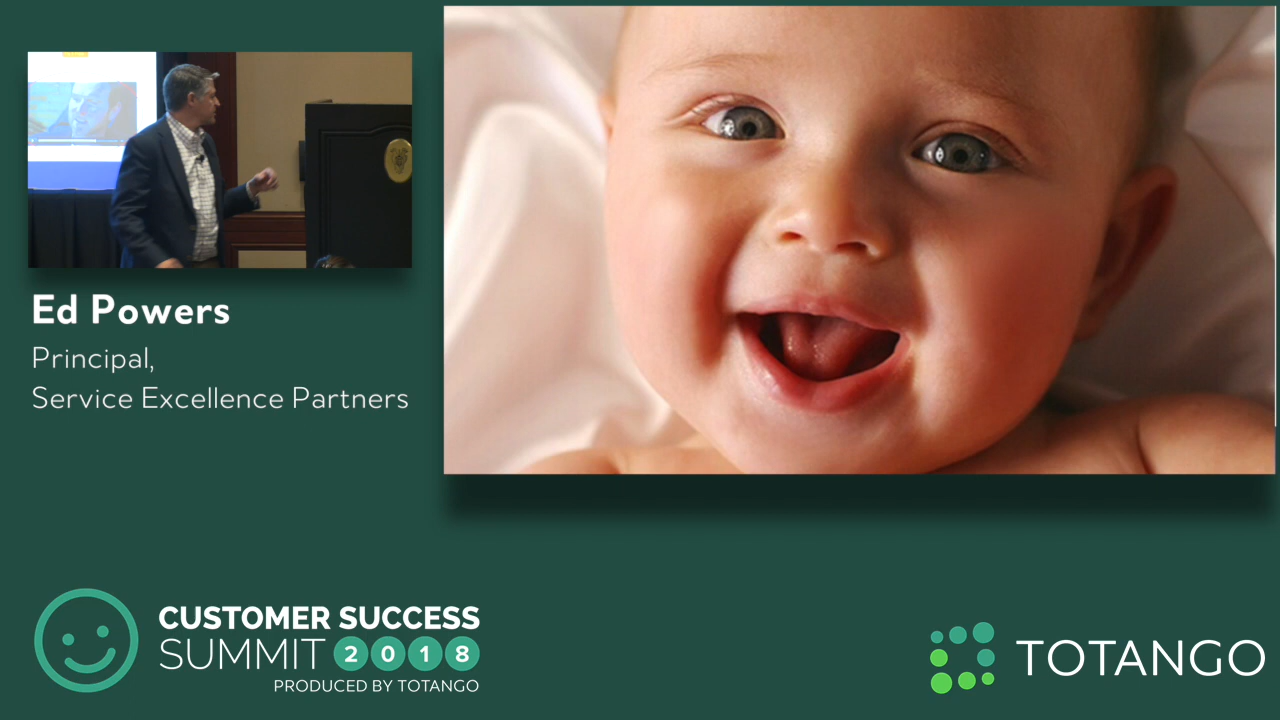 Ed Powers
Principal,
Service Excellence Partners
CUSTOMER SUCCESS
SUMMIT 2018
PRODUCED BY TOTANGO
TOTANGO